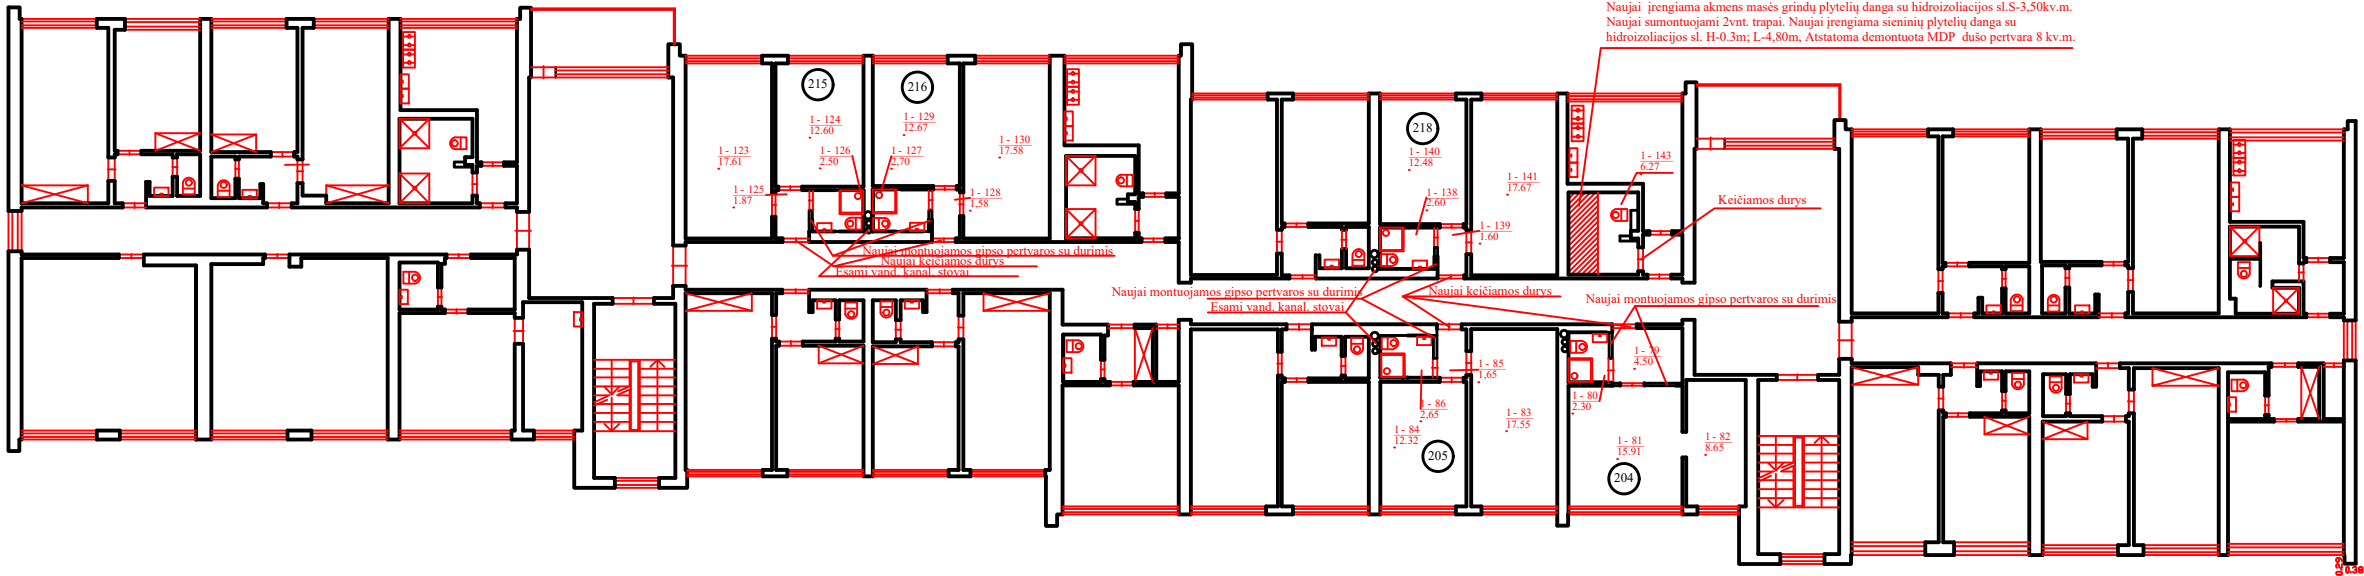 Naujai įrengiama akmens masės grindų plytelių danga su hidroizoliacijos sl.S-3,50kv.m.
Naujai sumontuojami 2vnt. trapai. Naujai įrengiama sieninių plytelių danga su
hidroizoliacijos sl. H-0.3m; L-4,80m, Atstatoma demontuota MDP dušo pertvara 8 kv.m.
215
216
218
1 - 124
12.60
1 - 129
12.67
1 - 123
17.61
1 - 126
2.50
1 - 127
2,70
1 - 130
17.58
1 - 125
1.87
1 - 128
1,58
1 - 140
12.48
1 - 143
6.27
1 - 141
17.67
1 - 138
2.60
1 - 139
1.60
Keičiamos durys
Naujai montuojamos gipso pertvaros su durimis
Naujai keičiamos durys
Esami vand. kanal. stovai
Naujai montuojamos gipso pertvaros su durimis
Naujai keičiamos durys
Esami vand. kanal. stovai
Naujai montuojamos gipso pertvaros su durimis
1 - 79
4.50
1 - 85
1,65
1 - 86
2,65
1 - 80
2.30
1 - 83
17.55
1 - 84
12.32
1 - 81
15.91
1 - 82
8.65
205
204
0.29
0.38